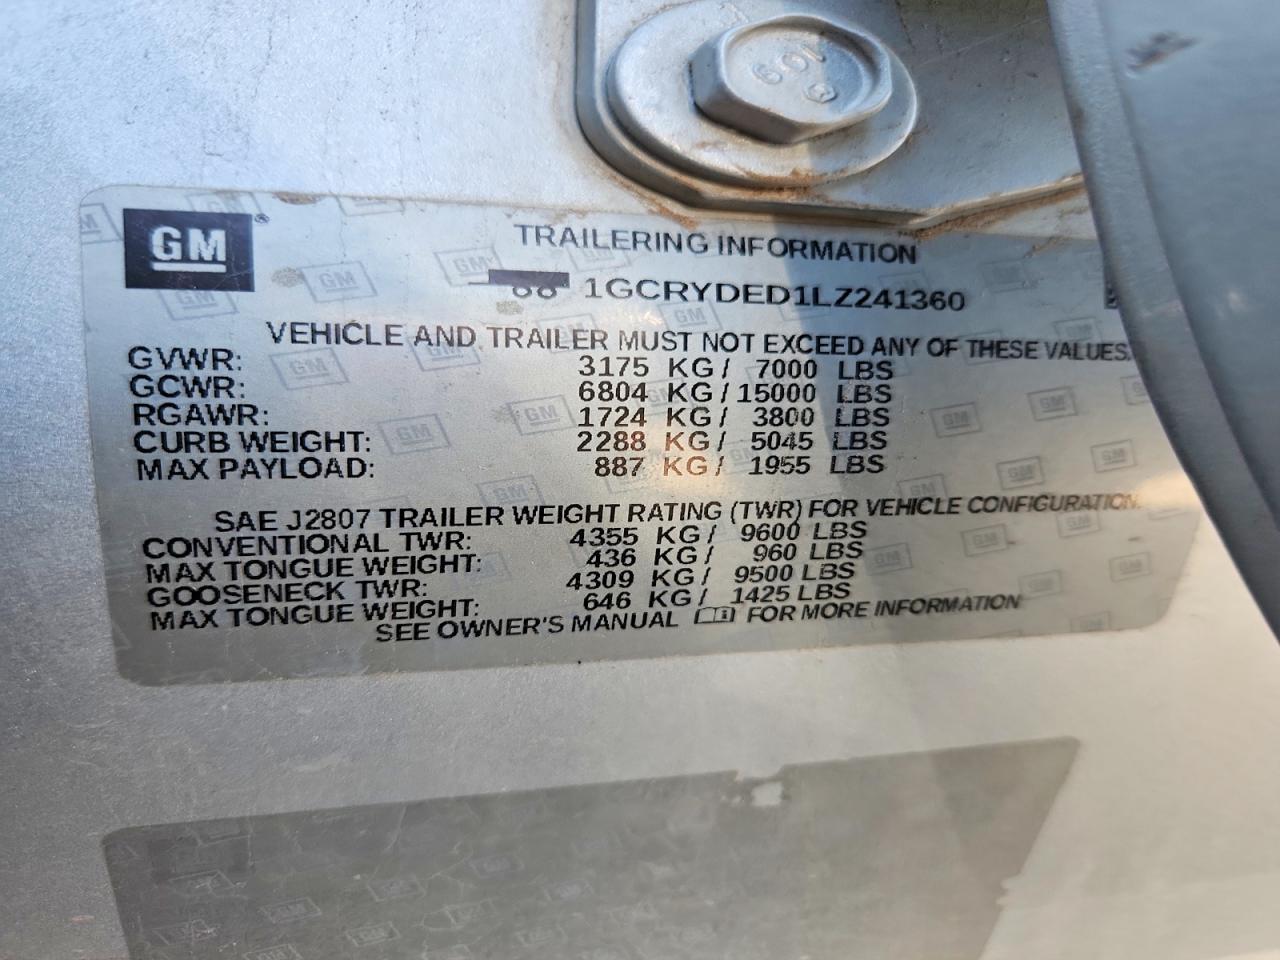 10.9
GM®
TRAILERING INFORMATION
1GCRYDED1LZ241360
VEHICLE AND TRAILER MUST NOT EXCEED ANY OF THESE VALUES.
GVWR: 3175 KG / 7000 LBS
GCWR: 6804 KG / 15000 LBS
RGAWR: 1724 KG / 3800 LBS
CURB WEIGHT: 2288 KG / 5045 LBS
MAX PAYLOAD: 887 KG / 1955 LBS
SAE J2807 TRAILER WEIGHT RATING (TWR) FOR VEHICLE CONFIGURATION.
CONVENTIONAL TWR: 4355 KG / 9600 LBS
MAX TONGUE WEIGHT: 436 KG / 960 LBS
GOOSENECK TWR: 4309 KG / 9500 LBS
MAX TONGUE WEIGHT: 646 KG / 1425 LBS
SEE OWNER'S MANUAL FOR MORE INFORMATION